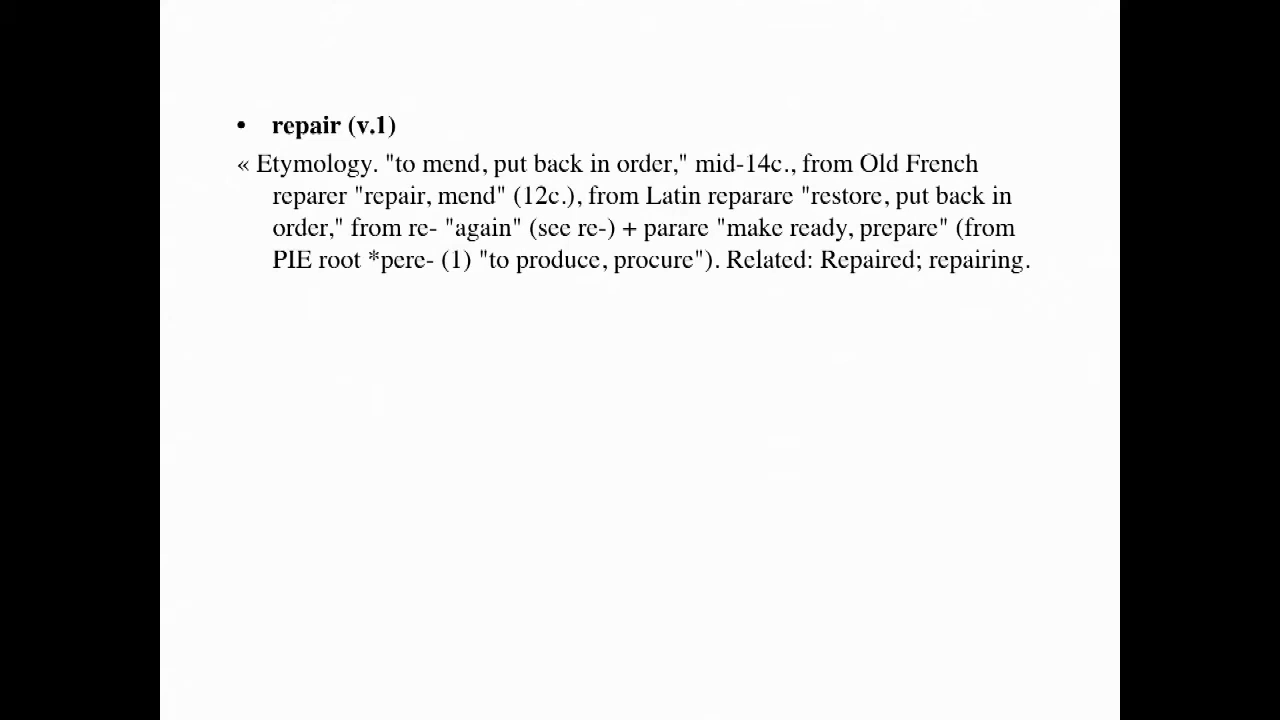 • repair (v.1)
« Etymology. "to mend, put back in order," mid-14c., from Old French
reparer "repair, mend" (12c.), from Latin reparare "restore, put back in
order," from re- "again" (see re-) + parare "make ready, prepare" (from
PIE root *pere- (1) "to produce, procure"). Related: Repaired; repairing.